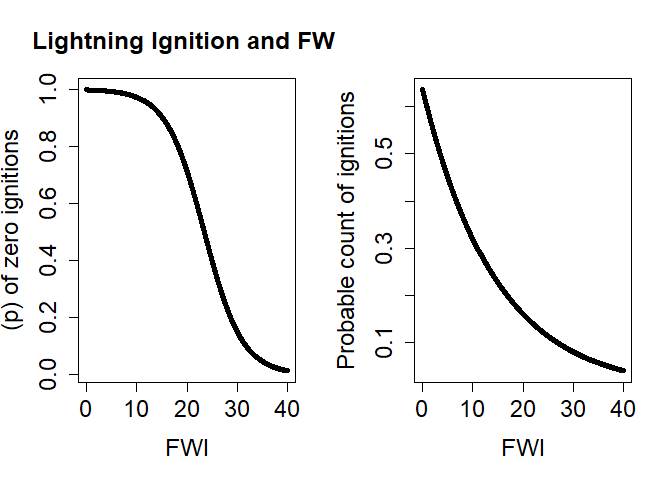 Lightning Ignition and FW
(p) of zero ignitions
1.0
0.8
0.6
0.4
0.2
0.0
0 10 20 30 40
FWI
Probable count of ignitions
0.5
0.3
0.1
0 10 20 30 40
FWI